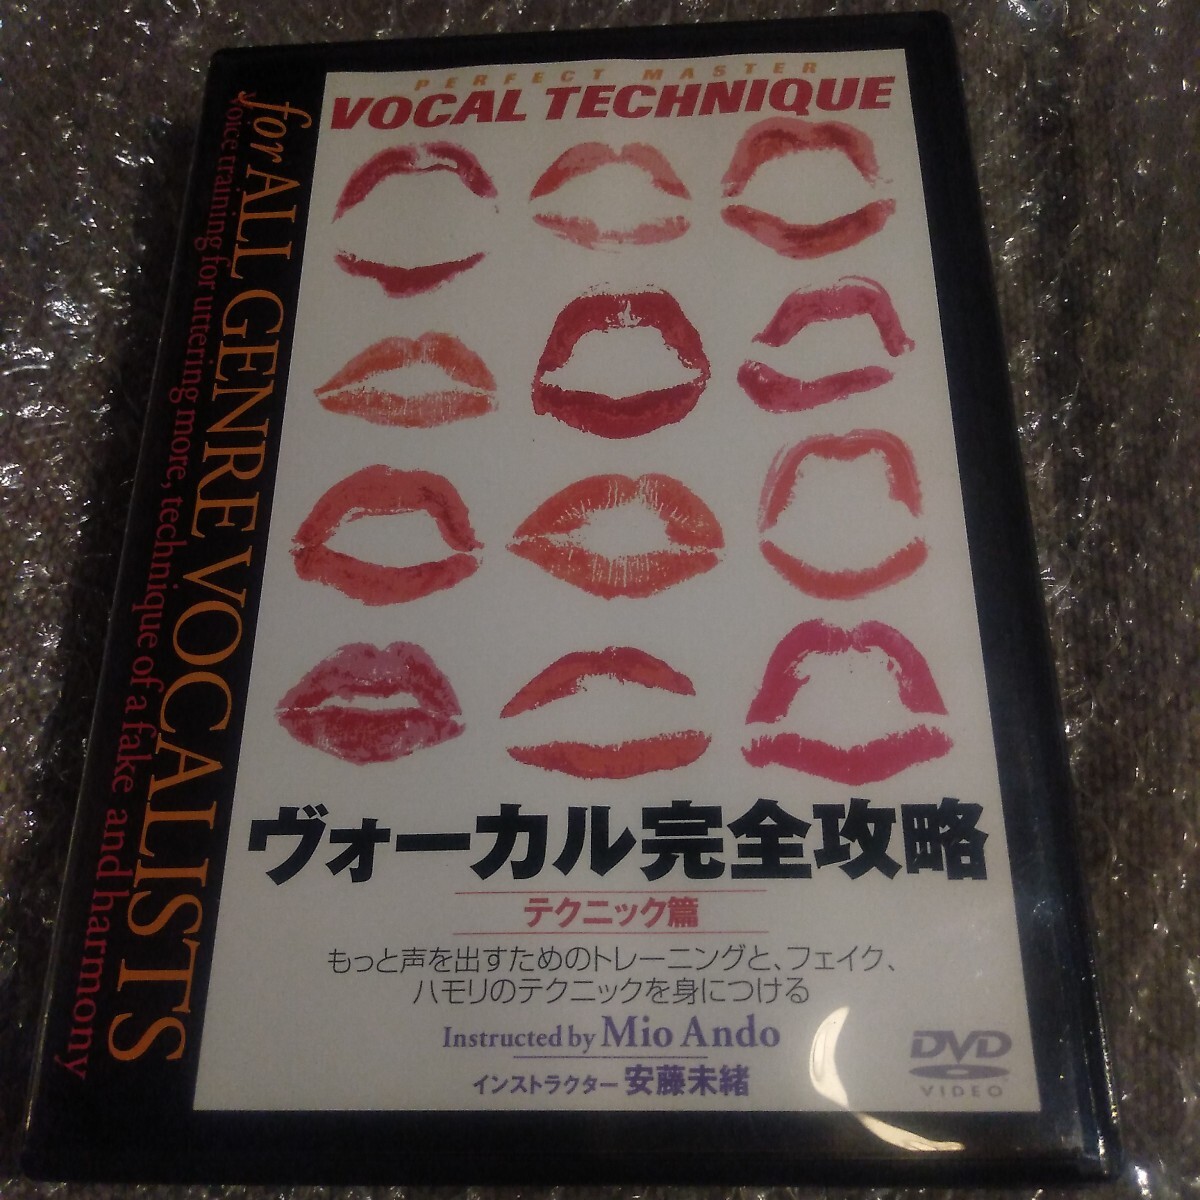 PERFECT MASTER
VOCAL TECHNIQUE
for ALL GENRE VOCALISTS
Voice training for uttering more, technique of a fake and harmony
ヴォーカル完全攻略
テクニック篇
もっと声を出すためのトレーニングと、フェイク、
ハモリのテクニックを身につける
Instructed by Mio Ando
インストラクター 安藤未緒
DVD
VIDEO